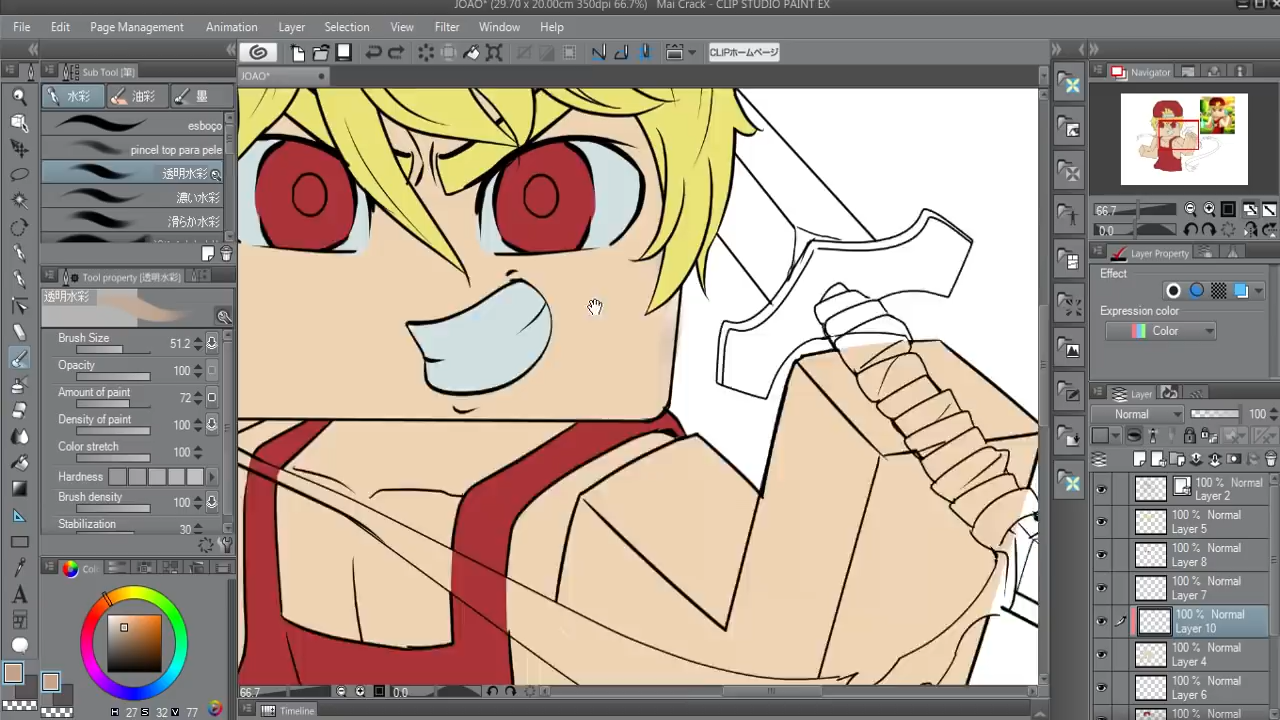 JOAO* (29.70 x 20.00cm 350dpi 66.7%) Mai Crack - CLIP STUDIO PAINT EX
File Edit Page Management Animation Layer Selection View Filter Window Help
CLIPホームページ
Sub Tool [筆]
JOAO*
Navigator
水彩 油彩 墨
esboço
pincel top para pele
透明水彩
濃い水彩
滑らか水彩
66.7
0.0
Layer Property
Tool property [透明水彩]
透明水彩
Effect
Expression color
Color
Brush Size 51.2
Opacity 100
Amount of paint 72
Density of paint 100
Color stretch 100
Hardness
Brush density 100
Stabilization 30
Layer
Normal 100
100 % Normal
Layer 2
100 % Normal
Layer 5
100 % Normal
Layer 8
100 % Normal
Layer 7
100 % Normal
Layer 10
100 % Normal
Layer 4
100 % Normal
Layer 6
100 % Normal
66.7 0.0
Timeline
H 27 S 32 V 77